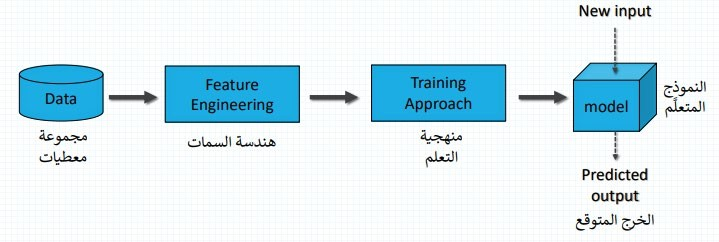 New input
Data
Feature
Engineering
Training
Approach
model
النموذج
المتعلَّم
مجموعة
معطيات
هندسة السمات
منهجية
التعلم
Predicted
output
الخرج المتوقع